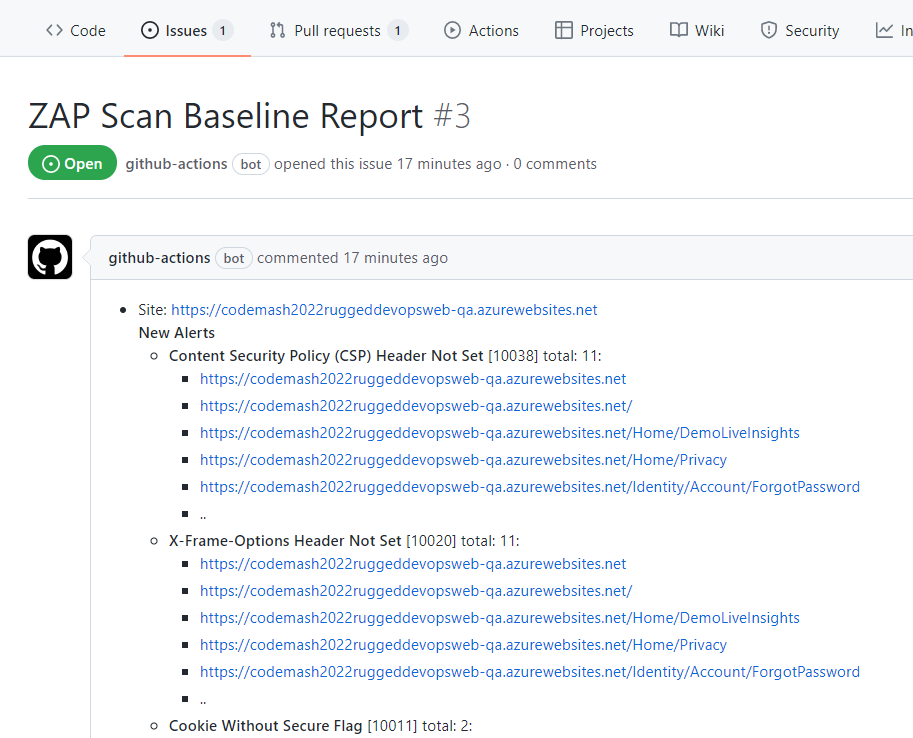 Code Issues 1 Pull requests 1 Actions Projects Wiki Security In
ZAP Scan Baseline Report #3
Open github-actions bot opened this issue 17 minutes ago · 0 comments
github-actions bot commented 17 minutes ago
• Site: https://codemash2022ruggeddevopsweb-qa.azurewebsites.net
New Alerts
◦ Content Security Policy (CSP) Header Not Set [10038] total: 11:
▪ https://codemash2022ruggeddevopsweb-qa.azurewebsites.net
▪ https://codemash2022ruggeddevopsweb-qa.azurewebsites.net/
▪ https://codemash2022ruggeddevopsweb-qa.azurewebsites.net/Home/DemoLiveInsights
▪ https://codemash2022ruggeddevopsweb-qa.azurewebsites.net/Home/Privacy
▪ https://codemash2022ruggeddevopsweb-qa.azurewebsites.net/Identity/Account/ForgotPassword
▪ ..
◦ X-Frame-Options Header Not Set [10020] total: 11:
▪ https://codemash2022ruggeddevopsweb-qa.azurewebsites.net
▪ https://codemash2022ruggeddevopsweb-qa.azurewebsites.net/
▪ https://codemash2022ruggeddevopsweb-qa.azurewebsites.net/Home/DemoLiveInsights
▪ https://codemash2022ruggeddevopsweb-qa.azurewebsites.net/Home/Privacy
▪ https://codemash2022ruggeddevopsweb-qa.azurewebsites.net/Identity/Account/ForgotPassword
▪ ..
◦ Cookie Without Secure Flag [10011] total: 2: